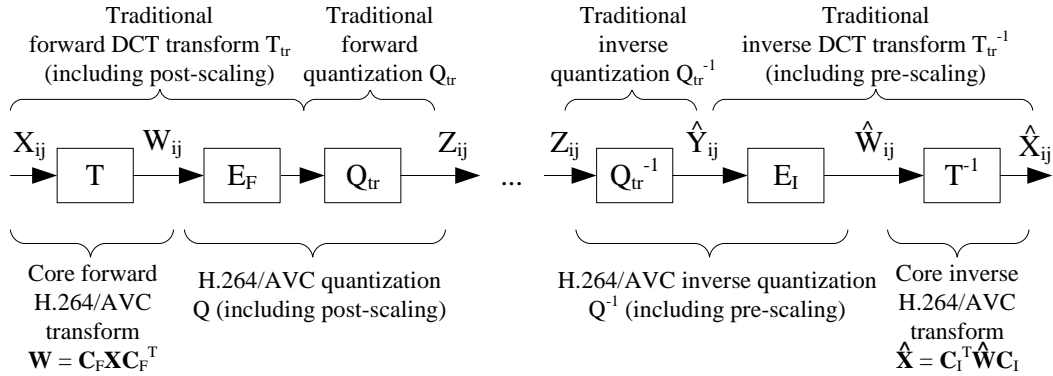 Traditional
forward DCT transform T_tr
(including post-scaling)
Traditional
forward
quantization Q_tr
Traditional
inverse
quantization Q_tr^-1
Traditional
inverse DCT transform T_tr^-1
(including pre-scaling)
X_ij
T
W_ij
E_F
Q_tr
Z_ij
...
Z_ij
Q_tr^-1
Ŷ_ij
E_I
Ŵ_ij
T^-1
X̂_ij
Core forward
H.264/AVC
transform
W = C_FXC_F^T
H.264/AVC quantization
Q (including post-scaling)
H.264/AVC inverse quantization
Q^-1 (including pre-scaling)
Core inverse
H.264/AVC
transform
X̂ = C_I^TŴC_I